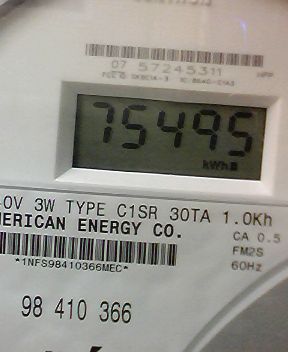 07 57245311
75495
kWh
0V 3W TYPE C1SR 30TA 1.0Kh
MERICAN ENERGY CO.
CA 0.5
FM2S
60Hz
*1NFS98410366MEC*
98 410 366